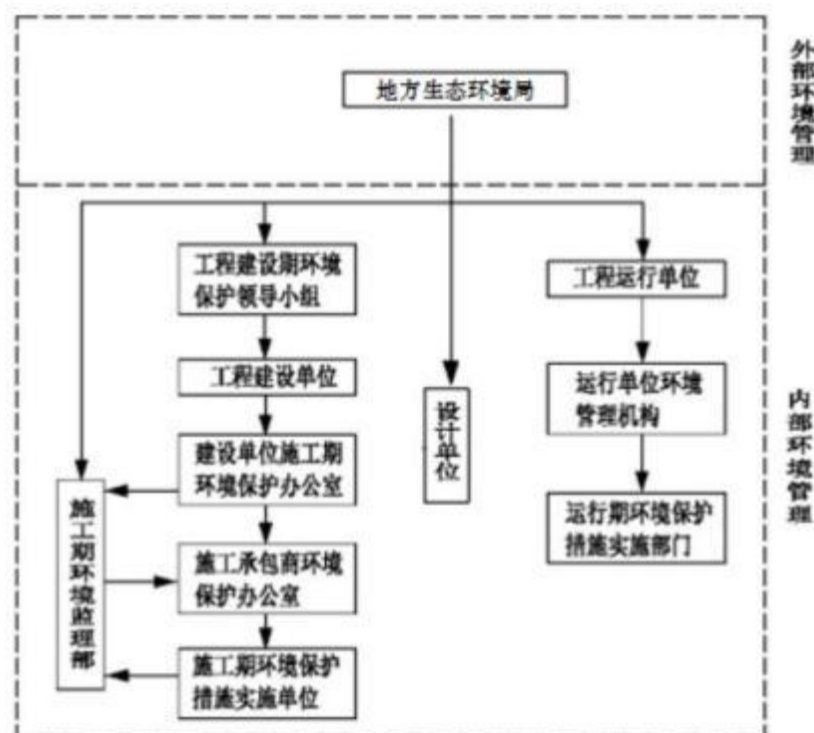 地方生态环境局
外部环境管理
工程建设期环境
保护领导小组
工程运行单位
工程建设单位
设计单位
运行单位环境
管理机构
内部环境管理
建设单位施工期
环境保护办公室
施工期环境监理部
运行期环境保护
措施实施部门
施工承包商环境
保护办公室
施工期环境保护
措施实施单位